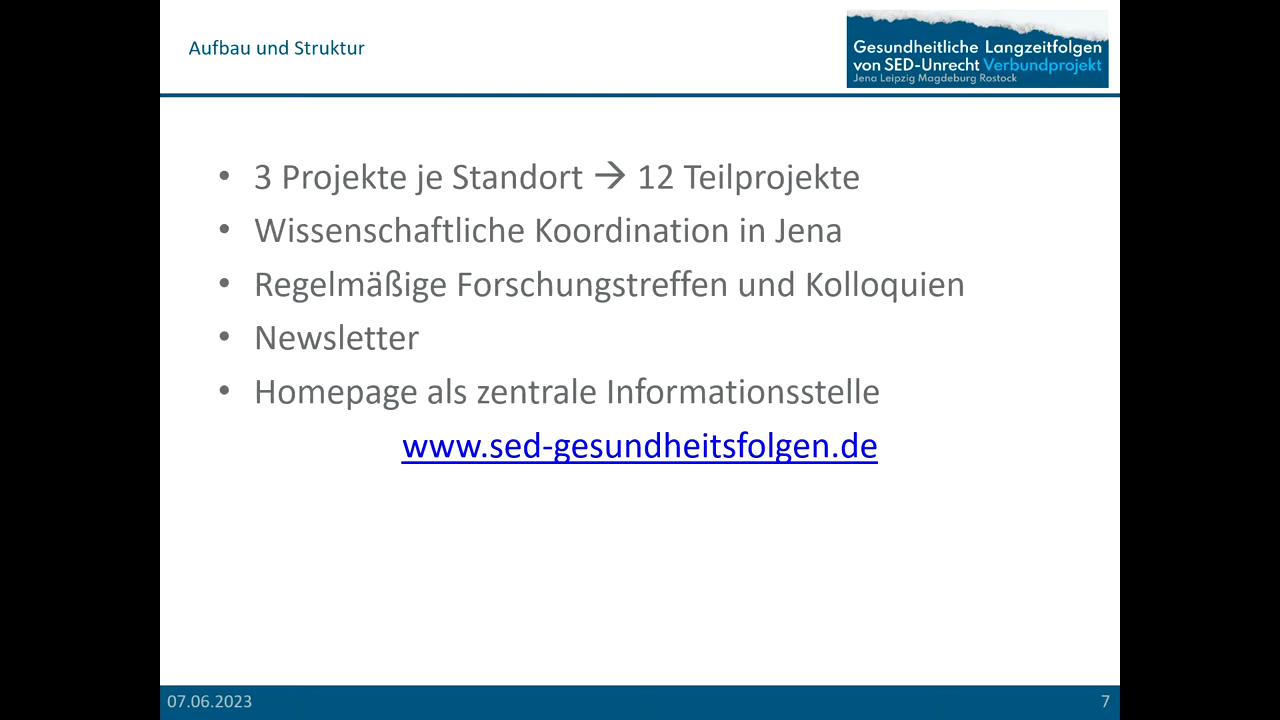 Aufbau und Struktur
Gesundheitliche Langzeitfolgen
von SED-Unrecht Verbundprojekt
Jena Leipzig Magdeburg Rostock
• 3 Projekte je Standort → 12 Teilprojekte
• Wissenschaftliche Koordination in Jena
• Regelmäßige Forschungstreffen und Kolloquien
• Newsletter
• Homepage als zentrale Informationsstelle
www.sed-gesundheitsfolgen.de
07.06.2023
7